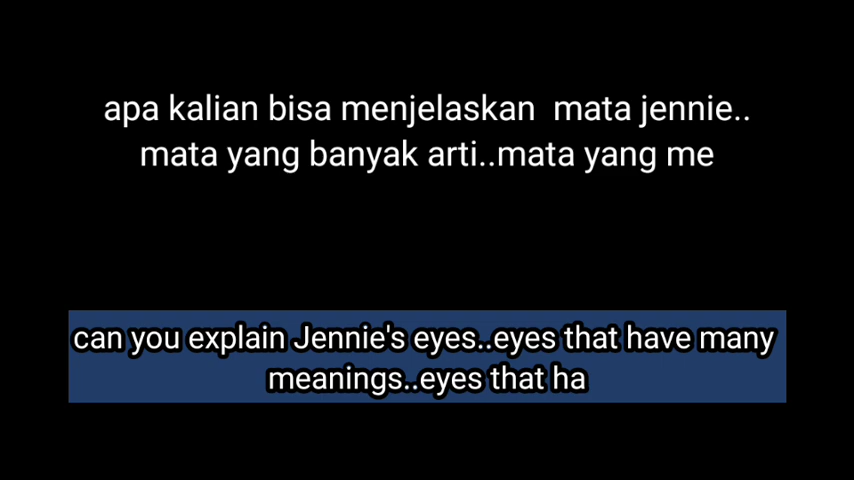 apa kalian bisa menjelaskan  mata jennie..
mata yang banyak arti..mata yang me
can you explain Jennie's eyes..eyes that have many
meanings..eyes that ha